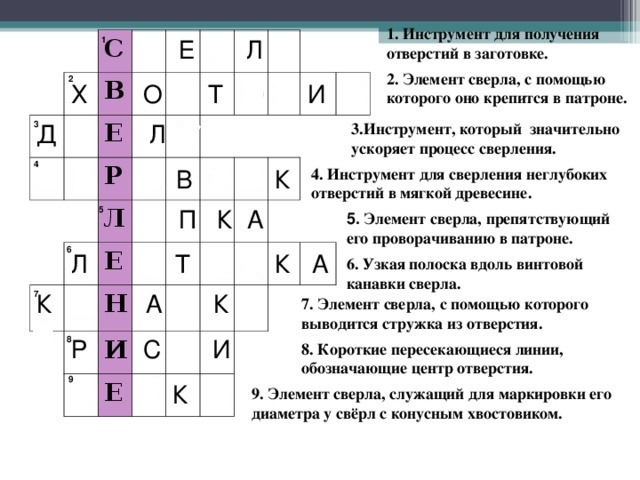 1 С Е Л
2 Х В О Т И
3 Д Е Л
4 Р В К
5 Л П К А
6 Л Е Т К А
7 К Н А К
8 Р И С И
9 Е К
1. Инструмент для получения
отверстий в заготовке.
2. Элемент сверла, с помощью
которого оно крепится в патроне.
3.Инструмент, который значительно
ускоряет процесс сверления.
4. Инструмент для сверления неглубоких
отверстий в мягкой древесине.
5. Элемент сверла, препятствующий
его проворачиванию в патроне.
6. Узкая полоска вдоль винтовой
канавки сверла.
7. Элемент сверла, с помощью которого
выводится стружка из отверстия.
8. Короткие пересекающиеся линии,
обозначающие центр отверстия.
9. Элемент сверла, служащий для маркировки его
диаметра у свёрл с конусным хвостовиком.